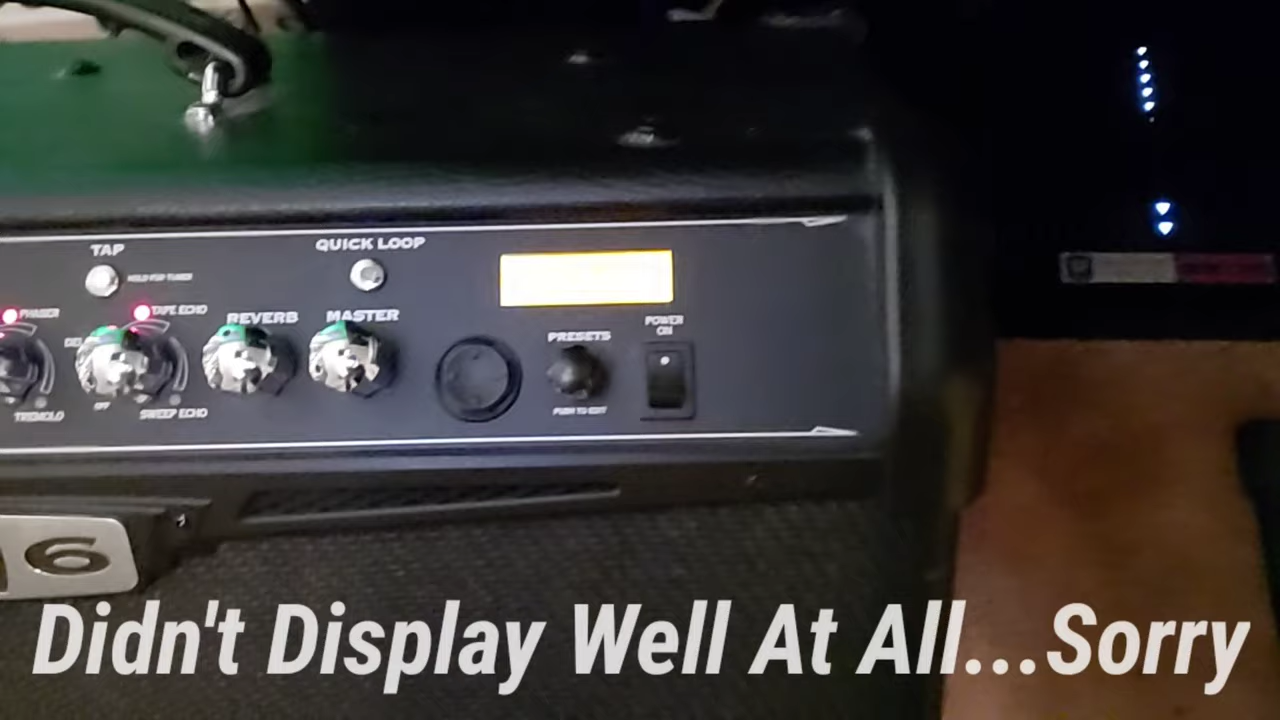 TAP
QUICK LOOP
HOLD FOR TUNER
PHASER
TAPE ECHO
REVERB
MASTER
POWER
ON
PRESETS
OFF
PUSH TO EDIT
TREMOLO
SWEEP ECHO
6
Didn't Display Well At All...Sorry